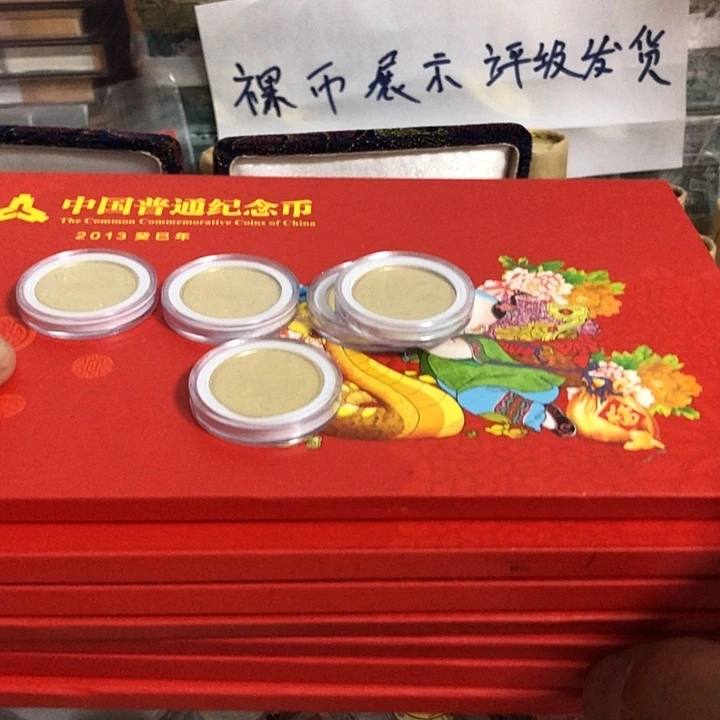 裸币展示 评级发货
中国普通纪念币
The Common Commemorative Coins of China
2013 癸巳年